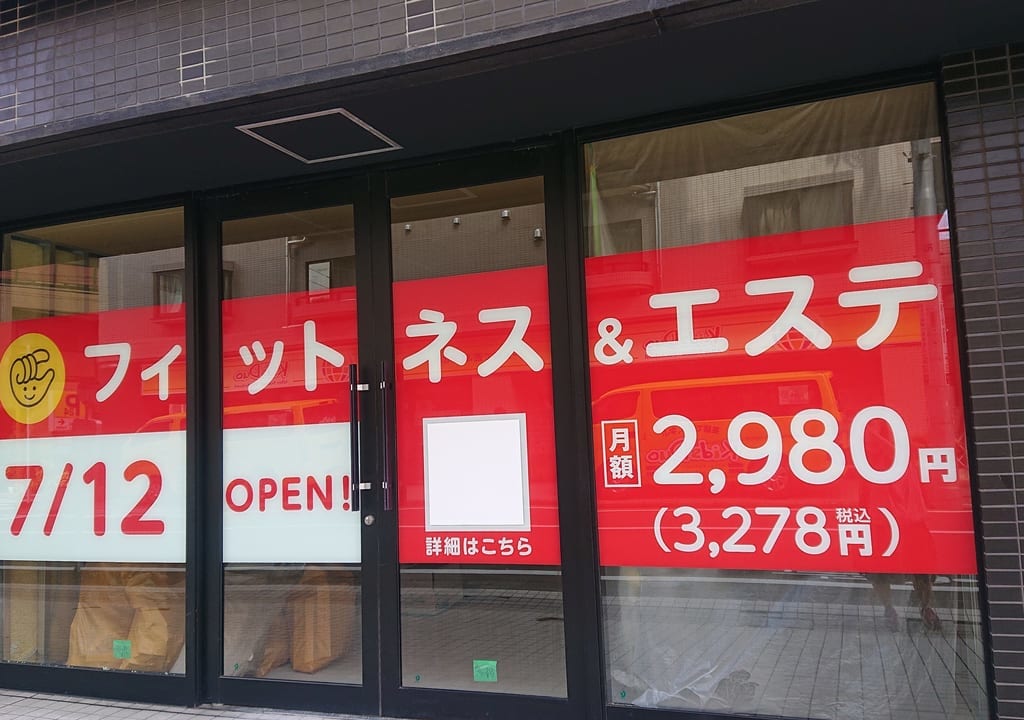 フィットネス&エステ
7/12 OPEN!
詳細はこちら
月額 2,980円
(3,278円税込)